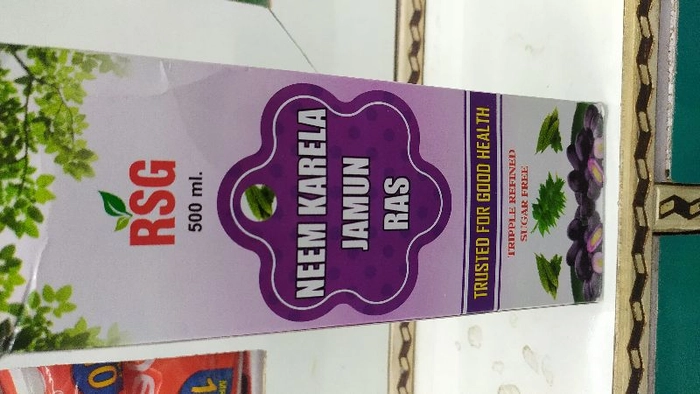 RSG
500 ml.
NEEM KARELA
JAMUN
RAS
TRUSTED FOR GOOD HEALTH
TRIPPLE REFINED
SUGAR FREE